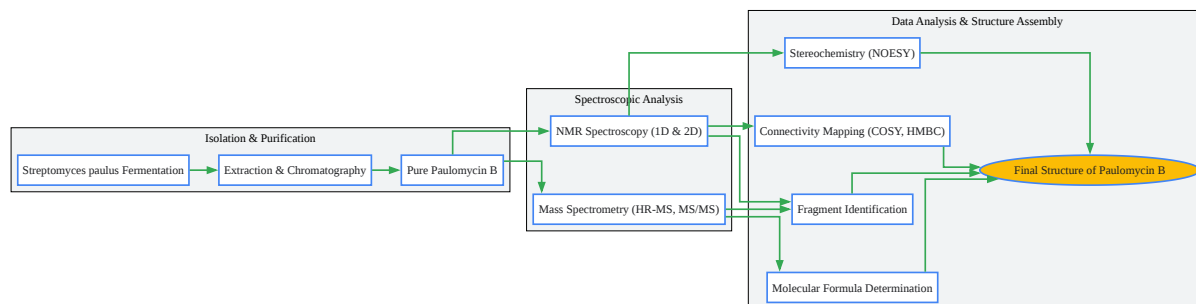 Data Analysis & Structure Assembly
Stereochemistry (NOESY)
Spectroscopic Analysis
NMR Spectroscopy (1D & 2D)
Connectivity Mapping (COSY, HMBC)
Isolation & Purification
Streptomyces paulus Fermentation
Extraction & Chromatography
Pure Paulomycin B
Final Structure of Paulomycin B
Mass Spectrometry (HR-MS, MS/MS)
Fragment Identification
Molecular Formula Determination